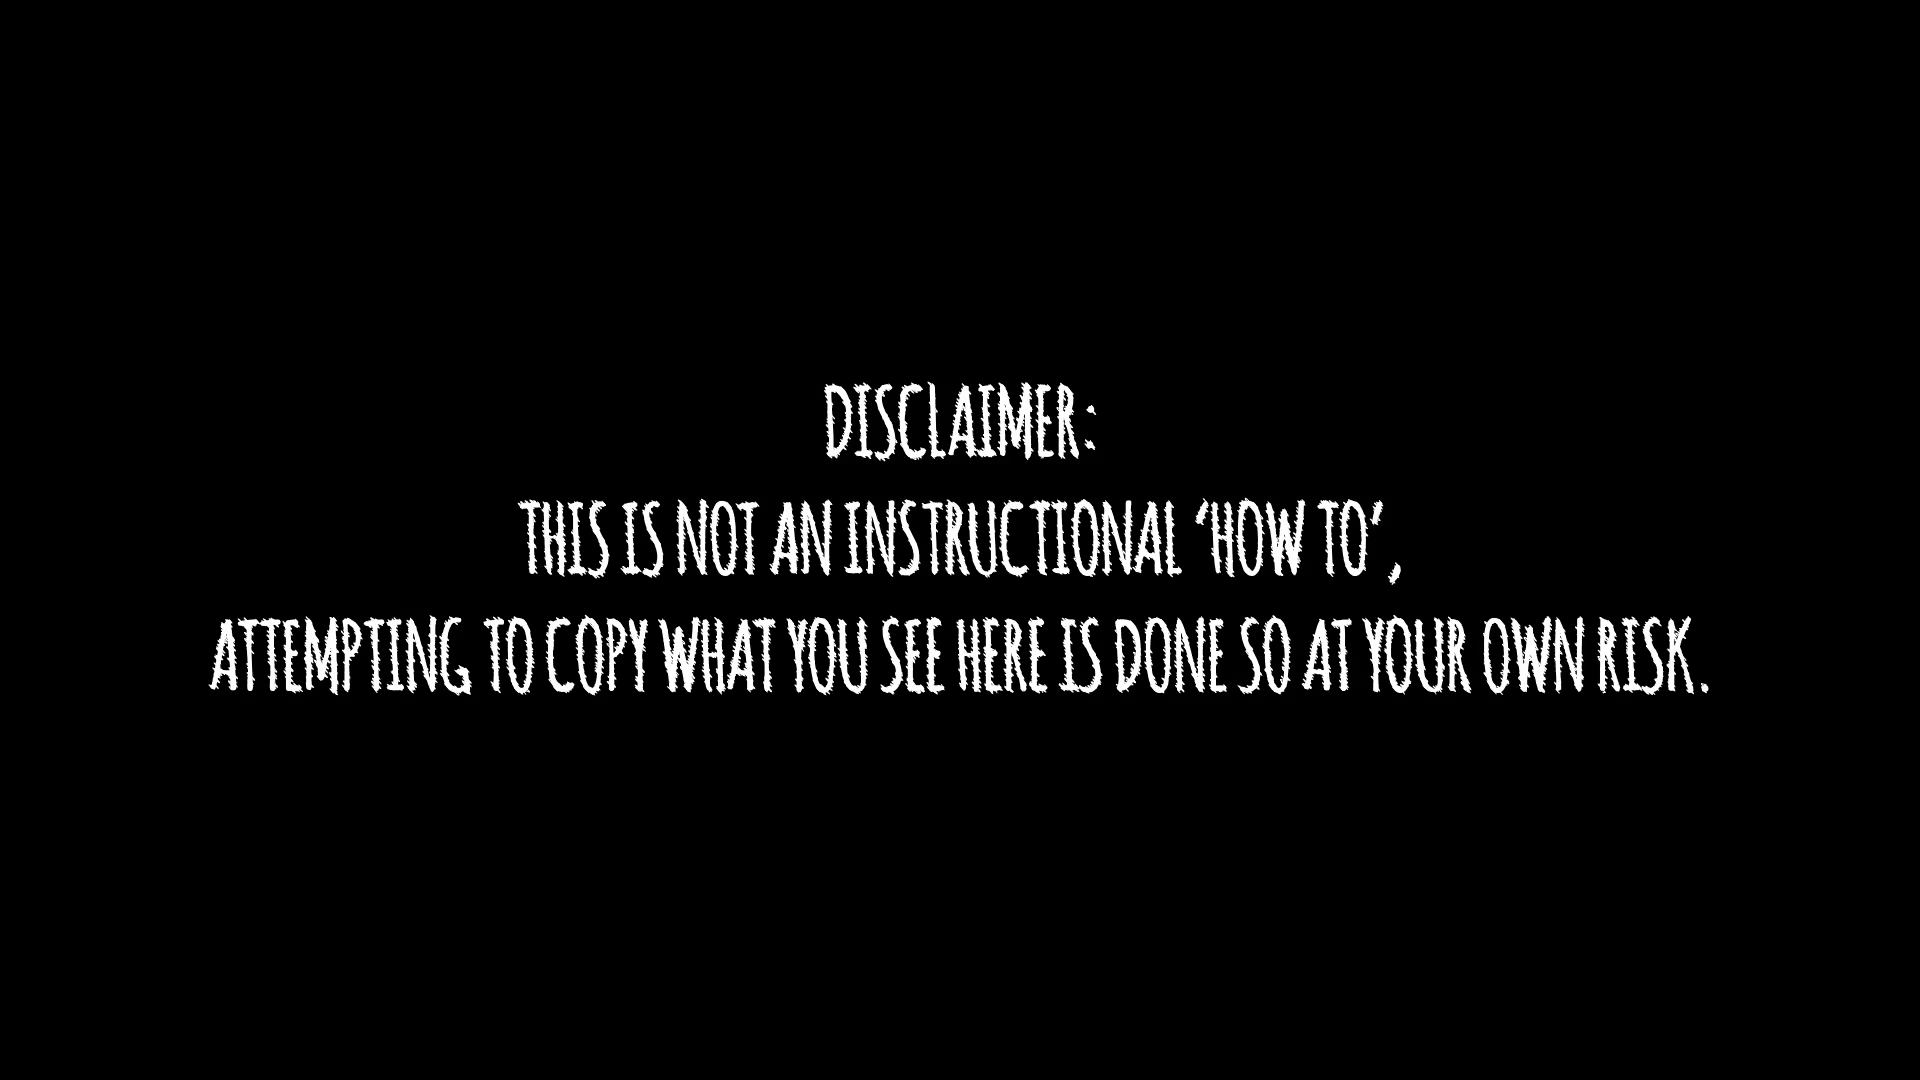 DISCLAIMER:
THIS IS NOT AN INSTRUCTIONAL ‘HOW TO’,
ATTEMPTING TO COPY WHAT YOU SEE HERE IS DONE SO AT YOUR OWN RISK.